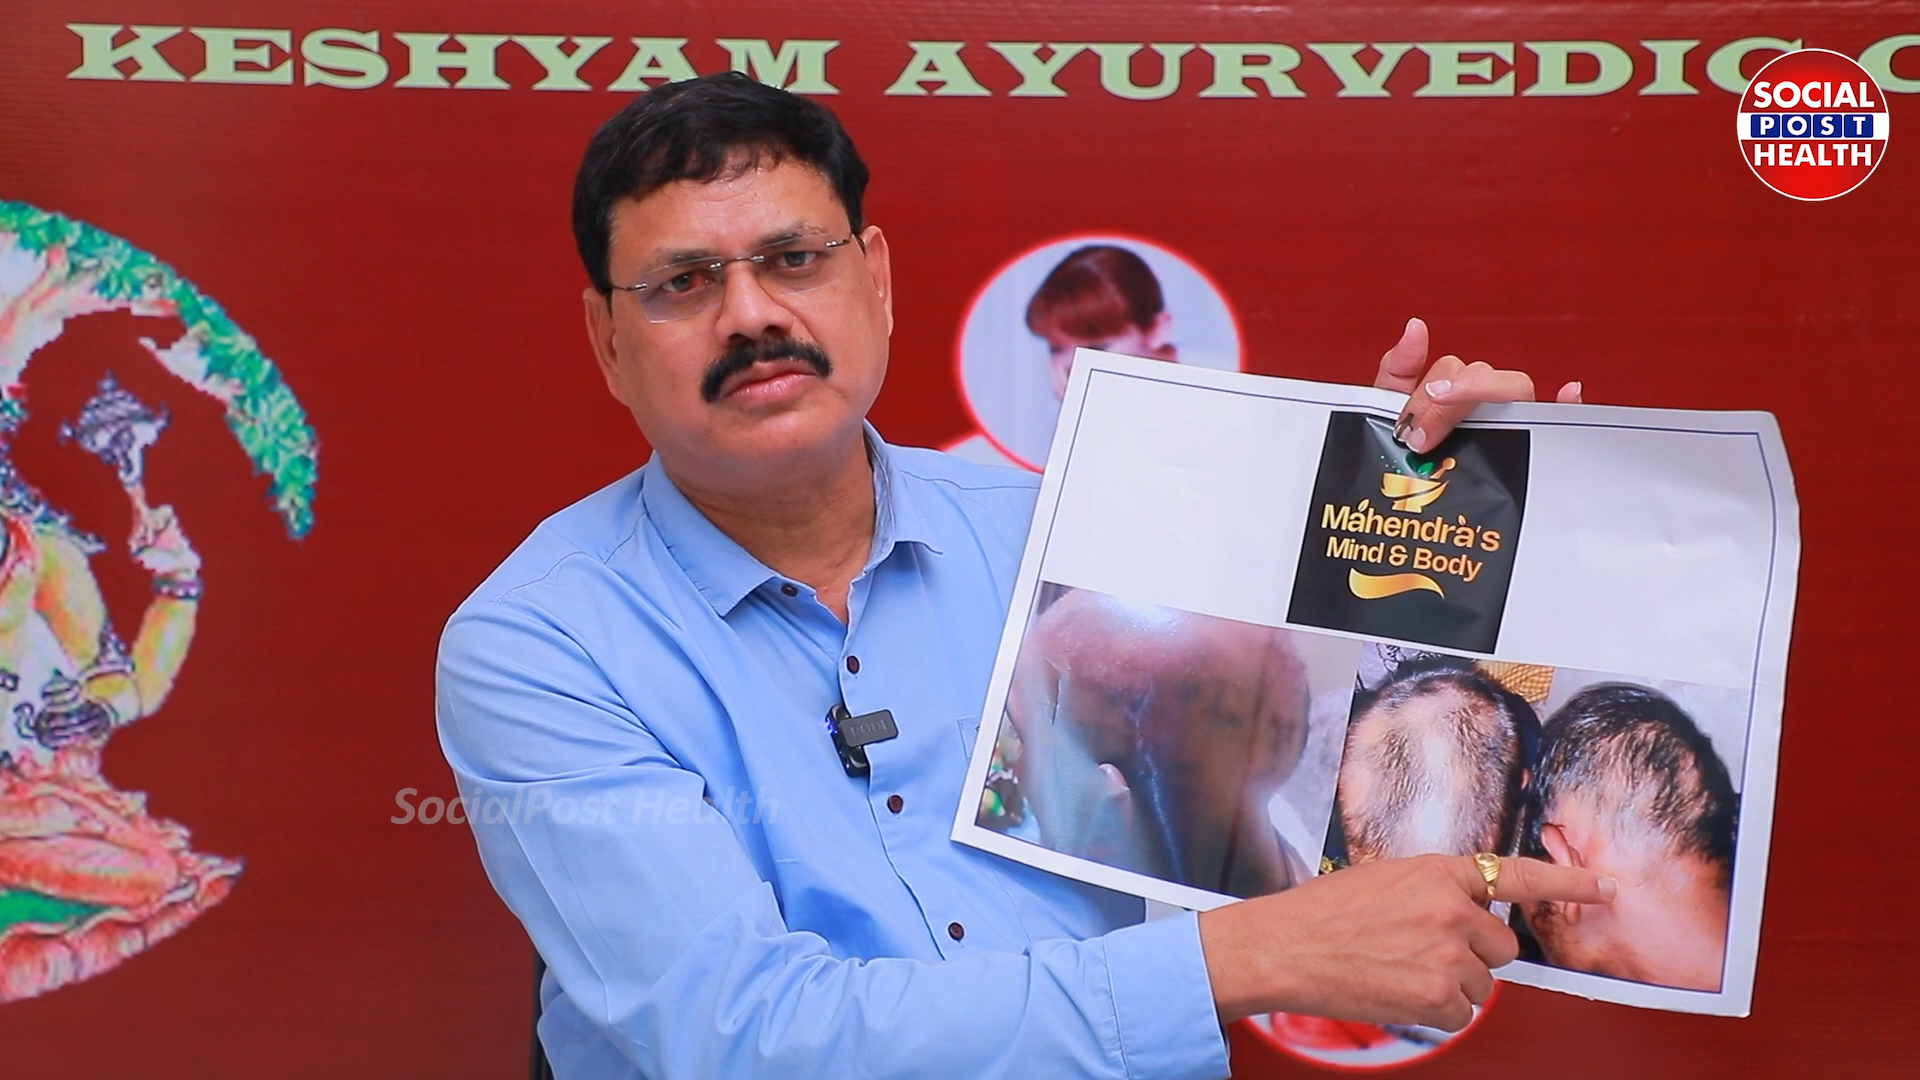 KESHYAM AYURVEDIC
SOCIAL
POST
HEALTH
Mahendra's
Mind & Body
SocialPost Health